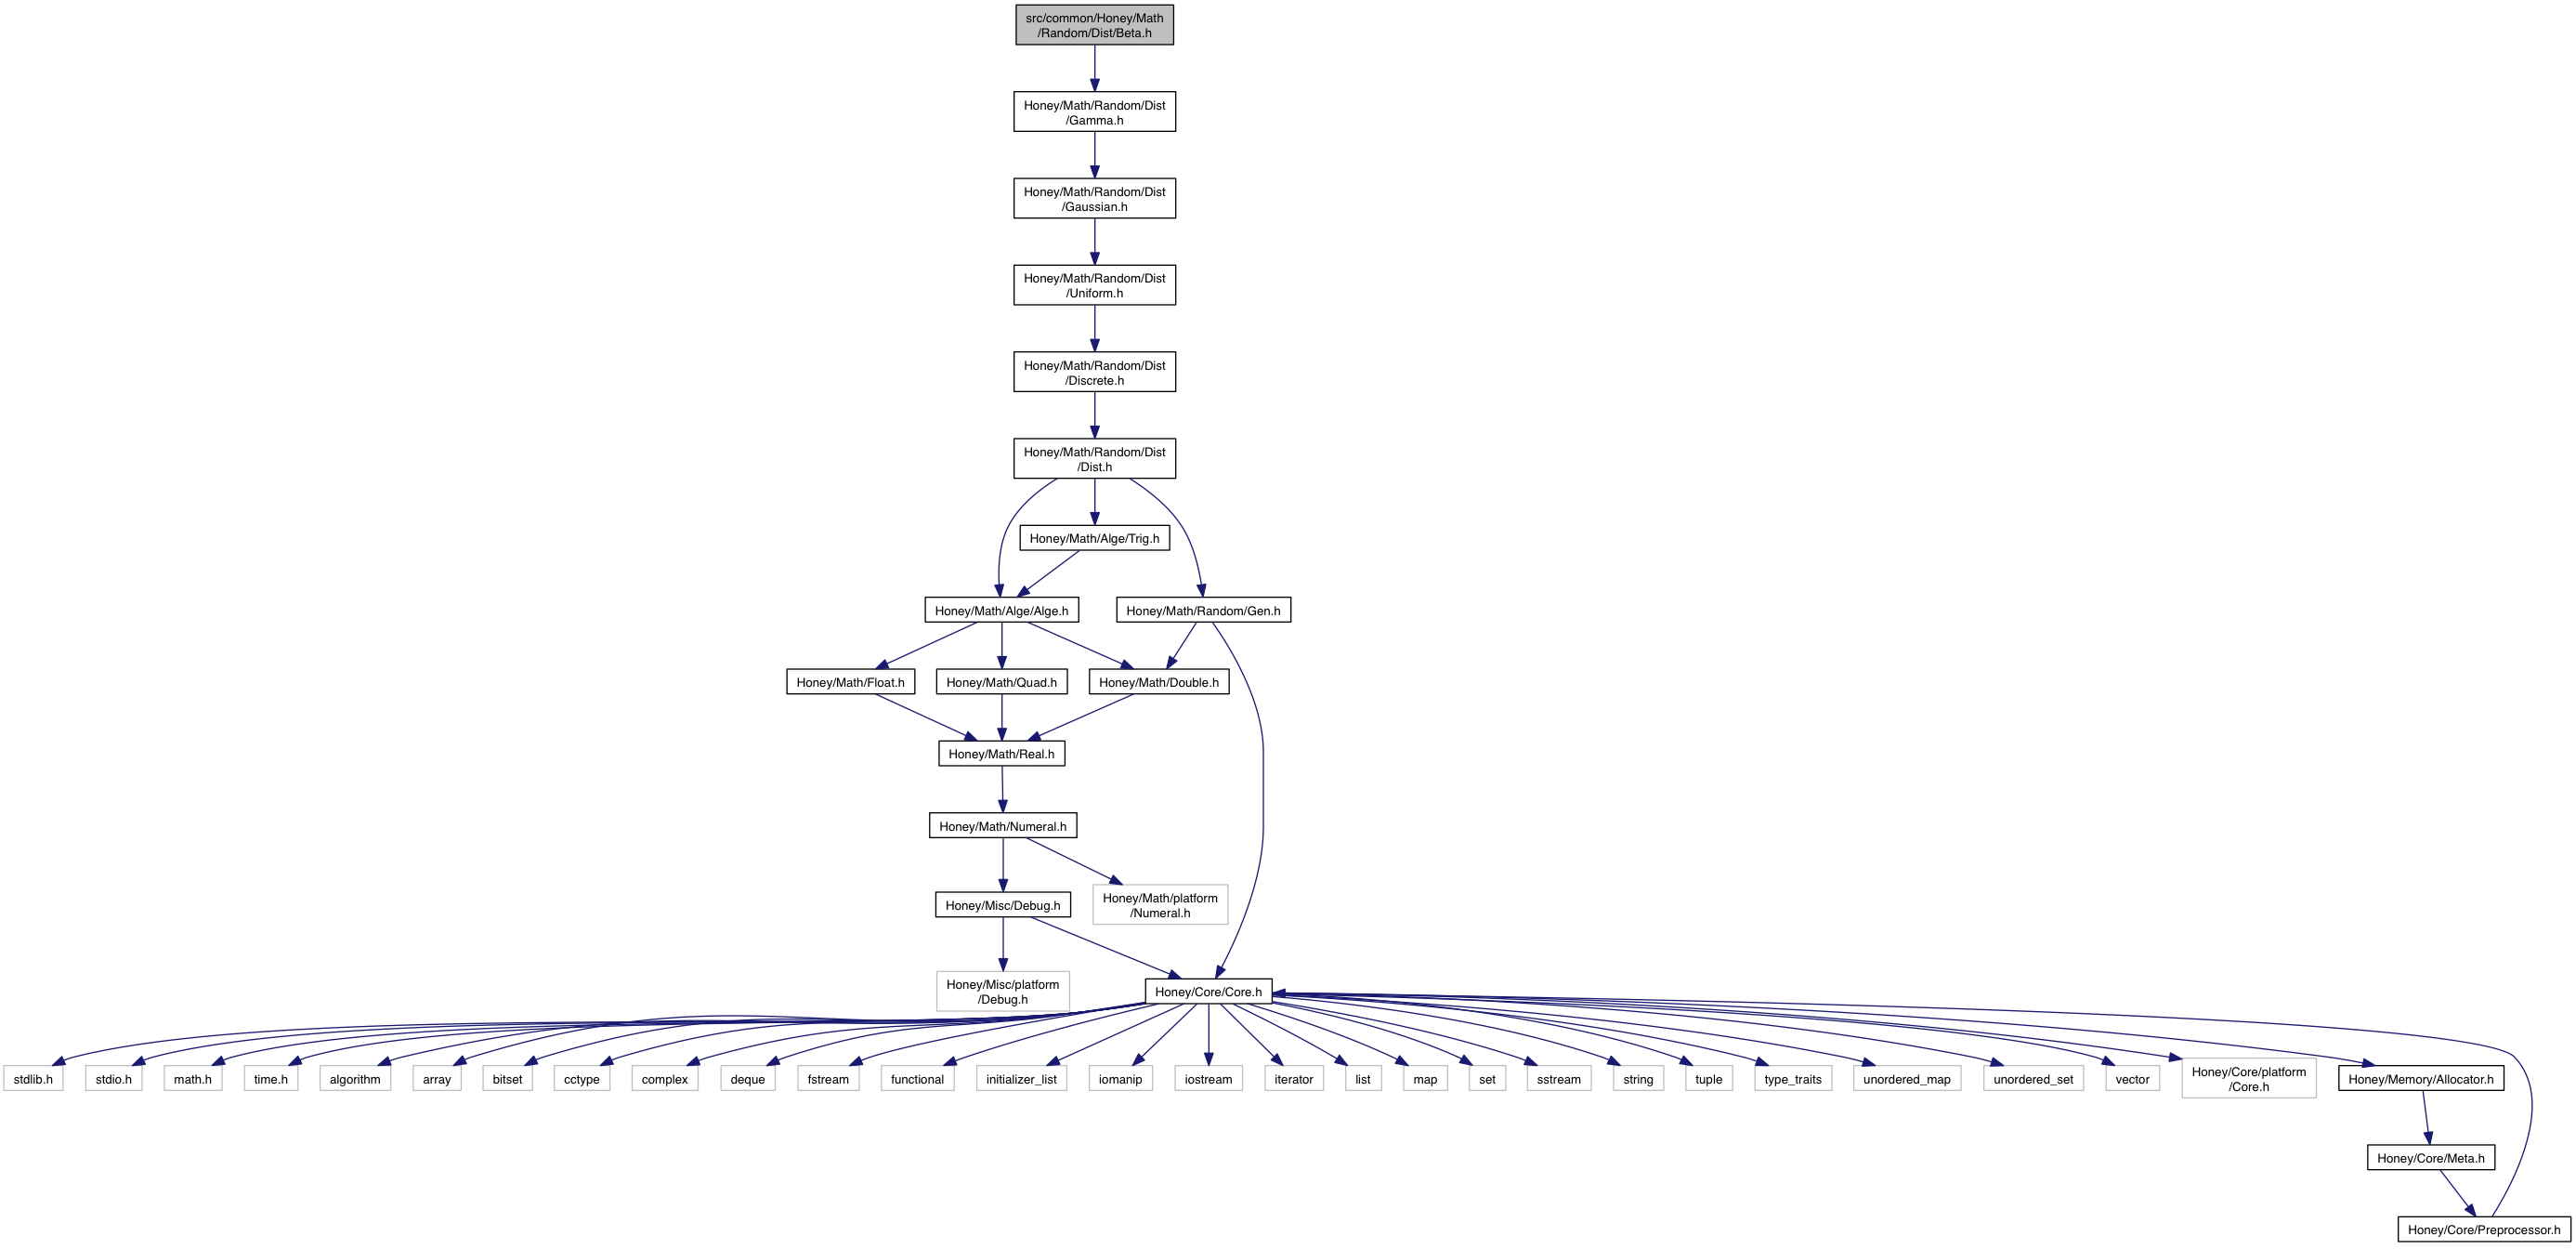 src/common/Honey/Math
/Random/Dist/Beta.h
Honey/Math/Random/Dist
/Gamma.h
Honey/Math/Random/Dist
/Gaussian.h
Honey/Math/Random/Dist
/Uniform.h
Honey/Math/Random/Dist
/Discrete.h
Honey/Math/Random/Dist
/Dist.h
Honey/Math/Alge/Trig.h
Honey/Math/Alge/Alge.h
Honey/Math/Random/Gen.h
Honey/Math/Float.h
Honey/Math/Quad.h
Honey/Math/Double.h
Honey/Math/Real.h
Honey/Math/Numeral.h
Honey/Misc/Debug.h
Honey/Math/platform
/Numeral.h
Honey/Misc/platform
/Debug.h
Honey/Core/Core.h
stdlib.h
stdio.h
math.h
time.h
algorithm
array
bitset
cctype
complex
deque
fstream
functional
initializer_list
iomanip
iostream
iterator
list
map
set
sstream
string
tuple
type_traits
unordered_map
unordered_set
vector
Honey/Core/platform
/Core.h
Honey/Memory/Allocator.h
Honey/Core/Meta.h
Honey/Core/Preprocessor.h